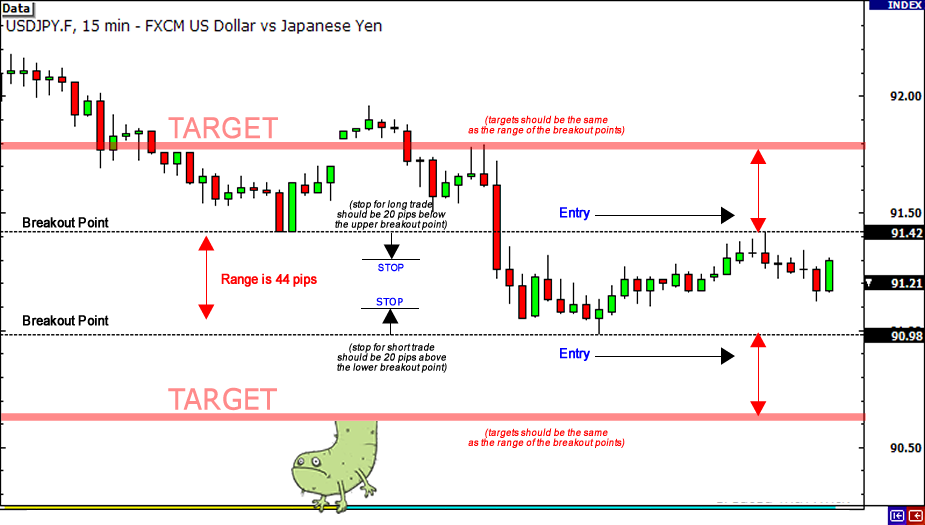 Data
INDEX
USDJPY.F, 15 min - FXCM US Dollar vs Japanese Yen
92.00
TARGET
(targets should be the same
as the range of the breakout points)
(stop for long trade
should be 20 pips below
the upper breakout point)
Entry
91.50
Breakout Point
91.42
STOP
Range is 44 pips
91.21
STOP
Breakout Point
90.98
(stop for short trade
should be 20 pips above
the lower breakout point)
Entry
TARGET
(targets should be the same
as the range of the breakout points)
90.50